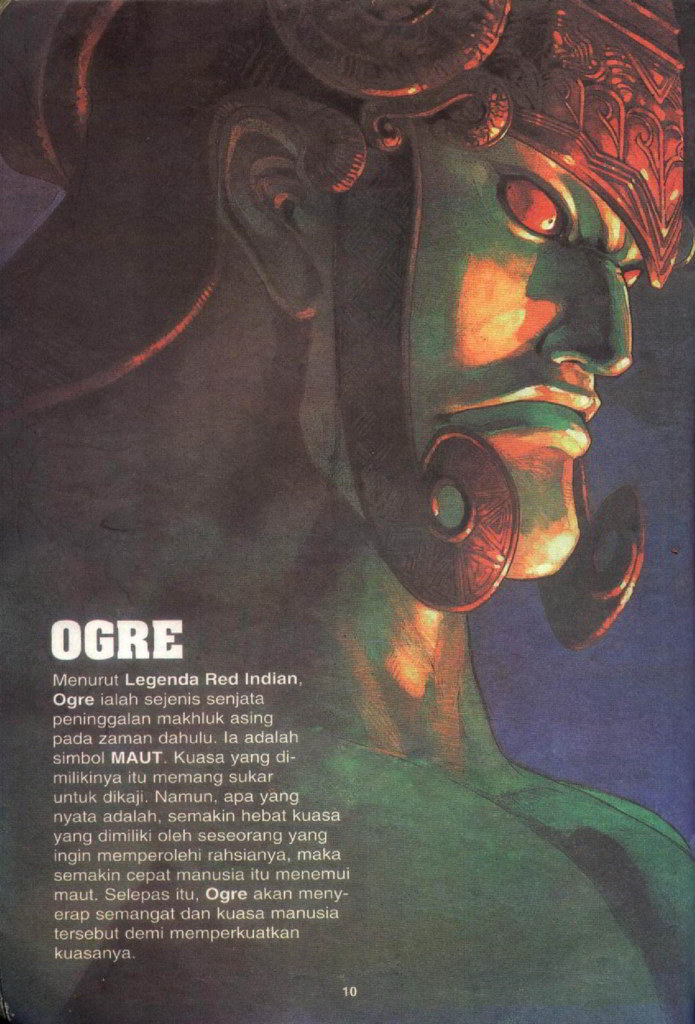 OGRE
Menurut Legenda Red Indian,
Ogre ialah sejenis senjata
peninggalan makhluk asing
pada zaman dahulu. Ia adalah
simbol MAUT. Kuasa yang di-
milikinya itu memang sukar
untuk dikaji. Namun, apa yang
nyata adalah, semakin hebat kuasa
yang dimiliki oleh seseorang yang
ingin memperolehi rahsianya, maka
semakin cepat manusia itu menemui
maut. Selepas itu, Ogre akan meny-
erap semangat dan kuasa manusia
tersebut demi memperkuatkan
kuasanya.
10